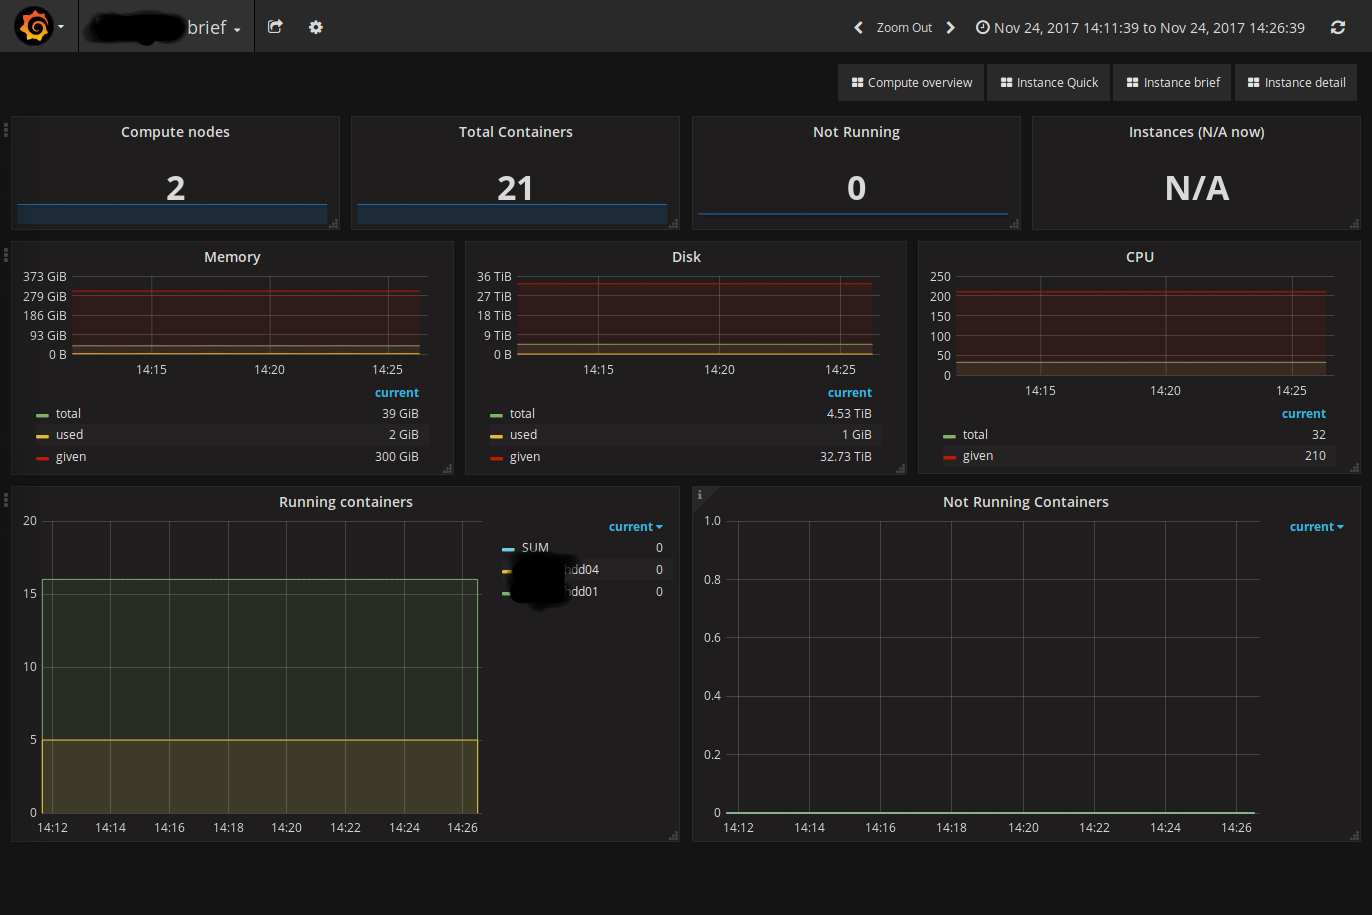 brief
Zoom Out
Nov 24, 2017 14:11:39 to Nov 24, 2017 14:26:39
Compute overview
Instance Quick
Instance brief
Instance detail
Compute nodes
2
Total Containers
21
Not Running
0
Instances (N/A now)
N/A
Memory
373 GiB
279 GiB
186 GiB
93 GiB
0 B
14:15 14:20 14:25
current
total 39 GiB
used 2 GiB
given 300 GiB
Disk
36 TiB
27 TiB
18 TiB
9 TiB
0 B
14:15 14:20 14:25
current
total 4.53 TiB
used 1 GiB
given 32.73 TiB
CPU
250
200
150
100
50
0
14:15 14:20 14:25
current
total 32
given 210
Running containers
20
15
10
5
0
14:12 14:14 14:16 14:18 14:20 14:22 14:24 14:26
current
SUM 0
hdd04 0
hdd01 0
i
Not Running Containers
1.0
0.8
0.6
0.4
0.2
0
14:12 14:14 14:16 14:18 14:20 14:22 14:24 14:26
current